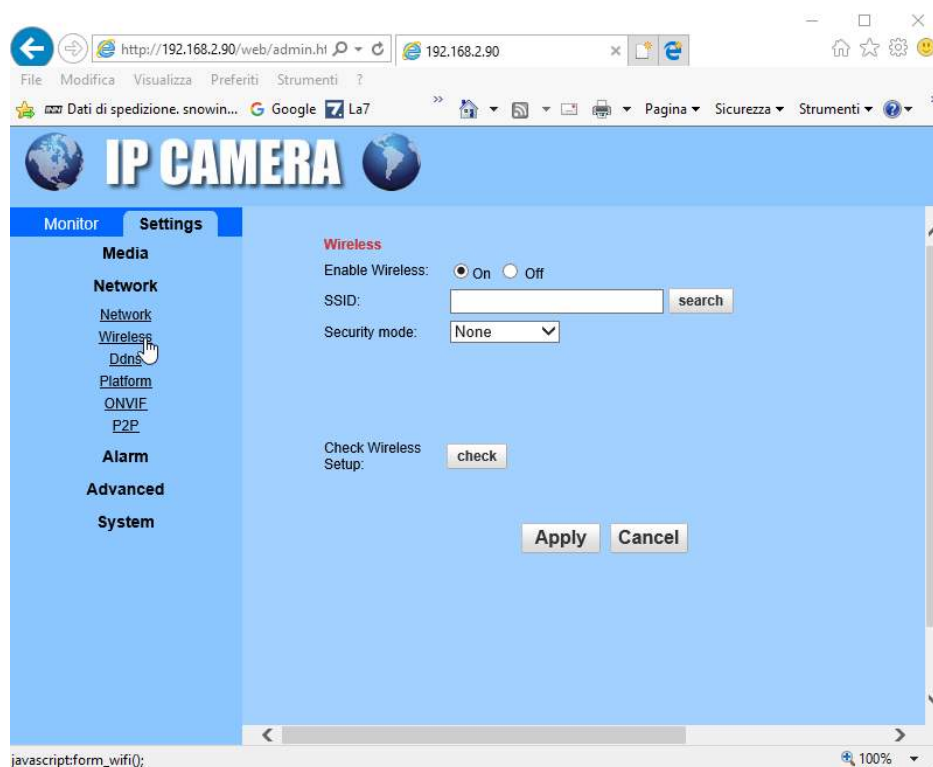 http://192.168.2.90/web/admin.ht
192.168.2.90
File Modifica Visualizza Preferiti Strumenti ?
Dati di spedizione. snowin... Google La7 » Pagina Sicurezza Strumenti
IP CAMERA
Monitor Settings
Media
Network
Network
Wireless
Ddns
Platform
ONVIF
P2P
Alarm
Advanced
System
Wireless
Enable Wireless: On Off
SSID: search
Security mode: None
Check Wireless
Setup: check
Apply Cancel
javascript:form_wifi(); 100%